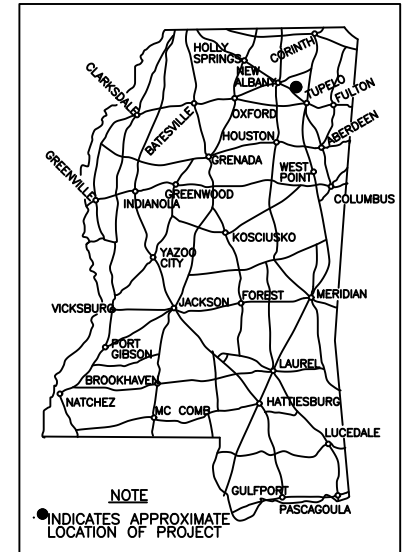 HOLLY
SPRINGS
CORINTH
NEW
ALBANY
CLARKSDALE
TUPELO
FULTON
BATESVILLE
OXFORD
HOUSTON
ABERDEEN
GRENADA
GREENVILLE
WEST
POINT
GREENWOOD
INDIANOLA
COLUMBUS
KOSCIUSKO
YAZOO
CITY
VICKSBURG
JACKSON
FOREST
MERIDIAN
PORT
GIBSON
LAUREL
BROOKHAVEN
NATCHEZ
HATTIESBURG
MC COMB
LUCEDALE
NOTE
GULFPORT
PASCAGOULA
INDICATES APPROXIMATE
LOCATION OF PROJECT